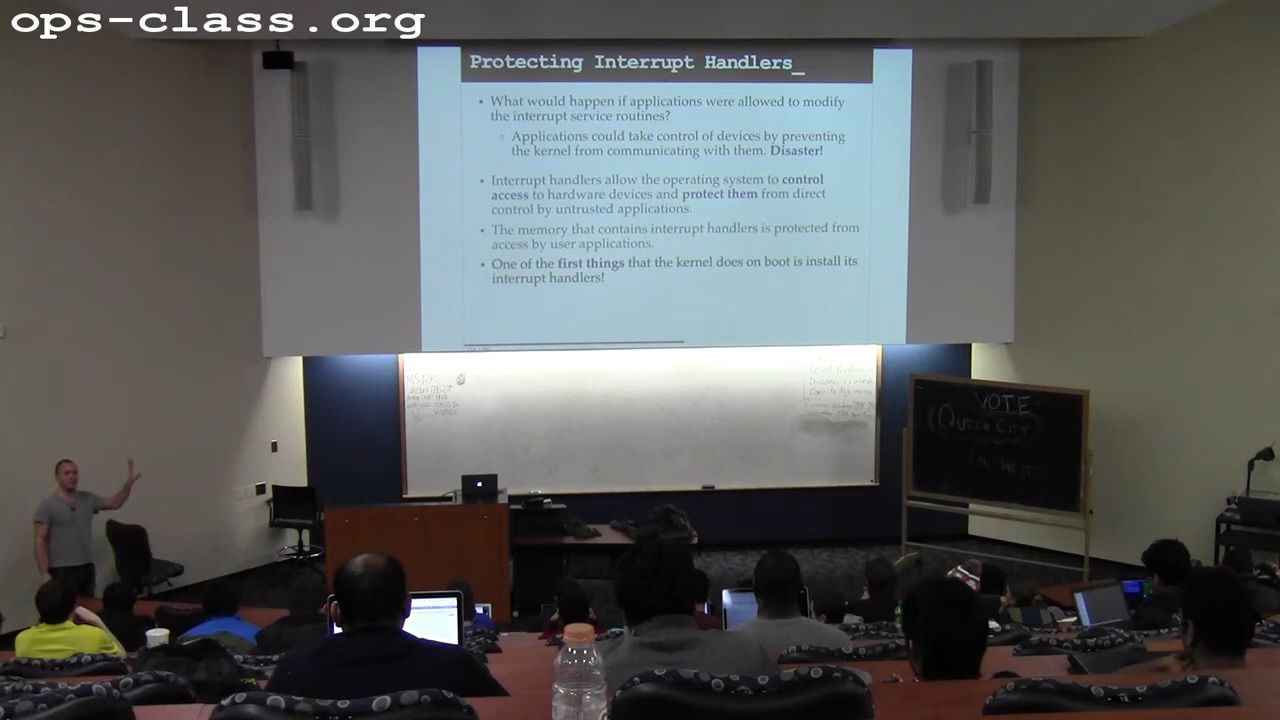 ops-class.org
Protecting Interrupt Handlers_
• What would happen if applications were allowed to modify
the interrupt service routines?
◦ Applications could take control of devices by preventing
the kernel from communicating with them. Disaster!
• Interrupt handlers allow the operating system to control
access to hardware devices and protect them from direct
control by untrusted applications.
• The memory that contains interrupt handlers is protected from
access by user applications.
• One of the first things that the kernel does on boot is install its
interrupt handlers!
VOTE
CITY